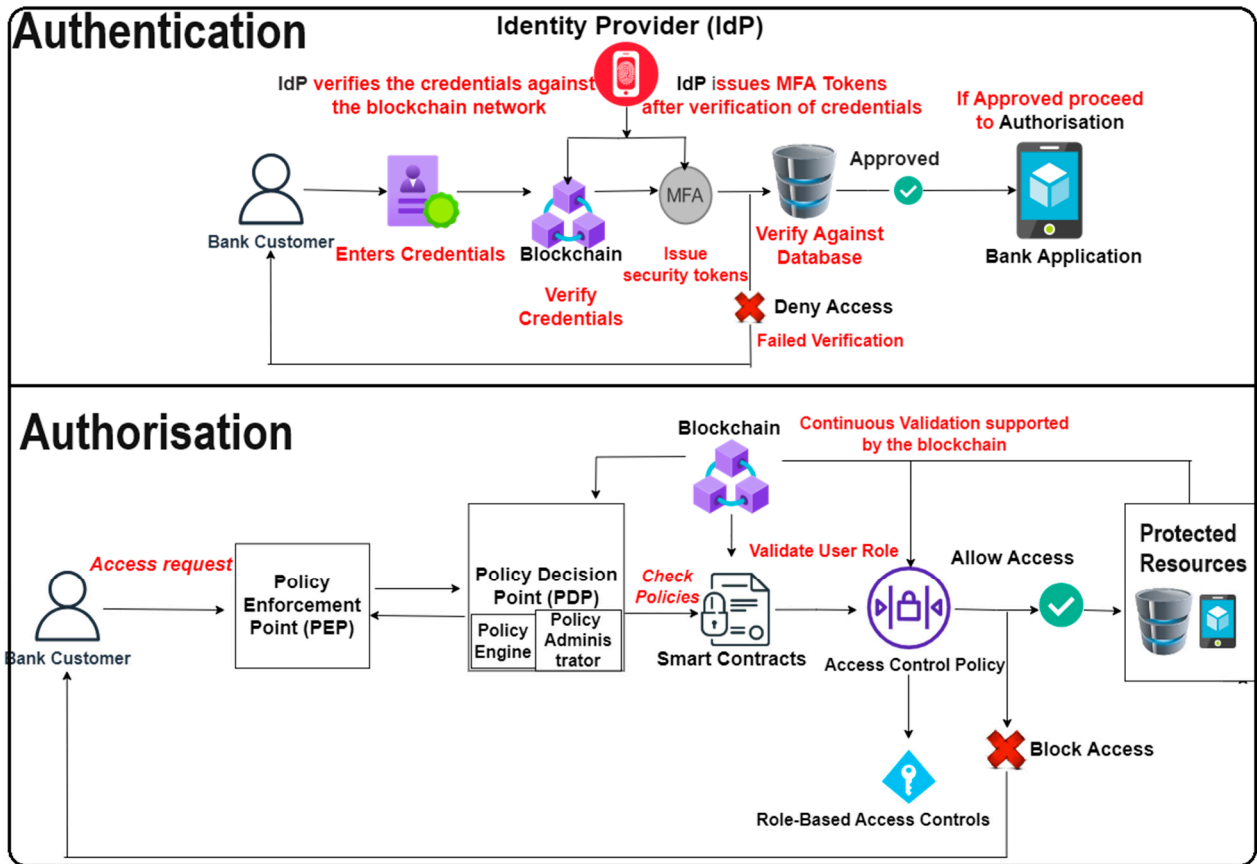 Authentication
Identity Provider (IdP)
IdP verifies the credentials against
the blockchain network
IdP issues MFA Tokens
after verification of credentials
If Approved proceed
to Authorisation
Approved
MFA
Bank Customer
Enters Credentials
Blockchain
Verify
Credentials
Issue
security tokens
Verify Against
Database
Bank Application
Deny Access
Failed Verification
Authorisation
Blockchain
Continuous Validation supported
by the blockchain
Access request
Policy
Enforcement
Point (PEP)
Policy Decision
Point (PDP)
Policy
Engine
Policy
Adminis
trator
Check
Policies
Validate User Role
Allow Access
Protected
Resources
Bank Customer
Smart Contracts
Access Control Policy
Block Access
Role-Based Access Controls